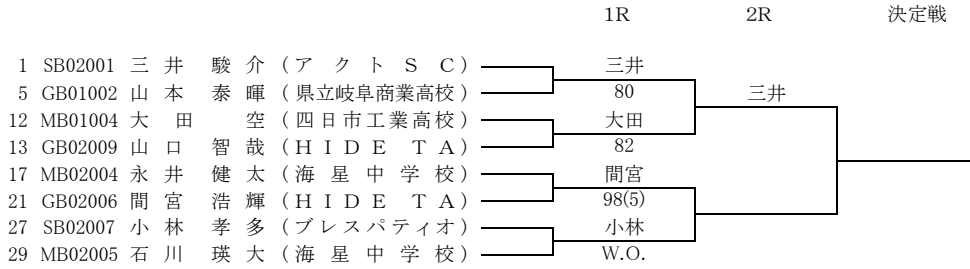 1R 2R 決定戦
1 SB02001 三 井 駿 介 (ア ク ト S C) 三井
5 GB01002 山 本 泰 暉 (県立岐阜商業高校) 80 三井
12 MB01004 大 田 空 (四日市工業高校) 大田
13 GB02009 山 口 智 哉 (H I D E T A) 82
17 MB02004 永 井 健 太 (海 星 中 学 校) 間宮
21 GB02006 間 宮 浩 輝 (H I D E T A) 98(5)
27 SB02007 小 林 孝 多 (ブレスパティオ) 小林
29 MB02005 石 川 瑛 大 (海 星 中 学 校) W.O.